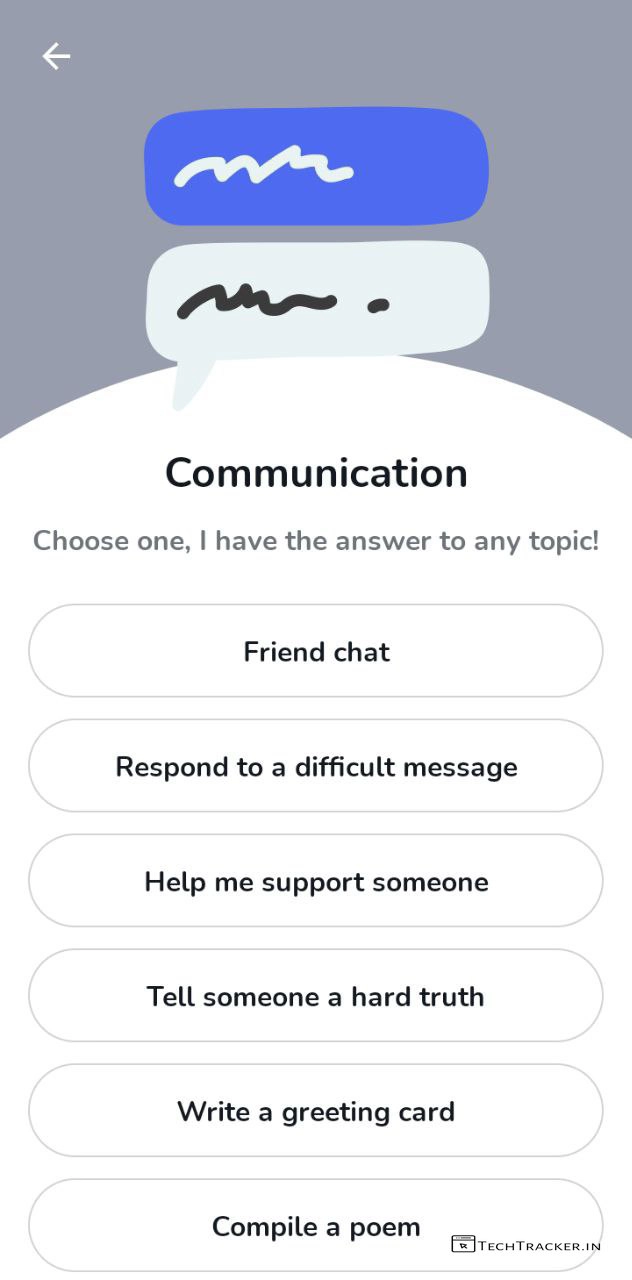 Communication
Choose one, I have the answer to any topic!
Friend chat
Respond to a difficult message
Help me support someone
Tell someone a hard truth
Write a greeting card
Compile a poem
TECHTRACKER.IN